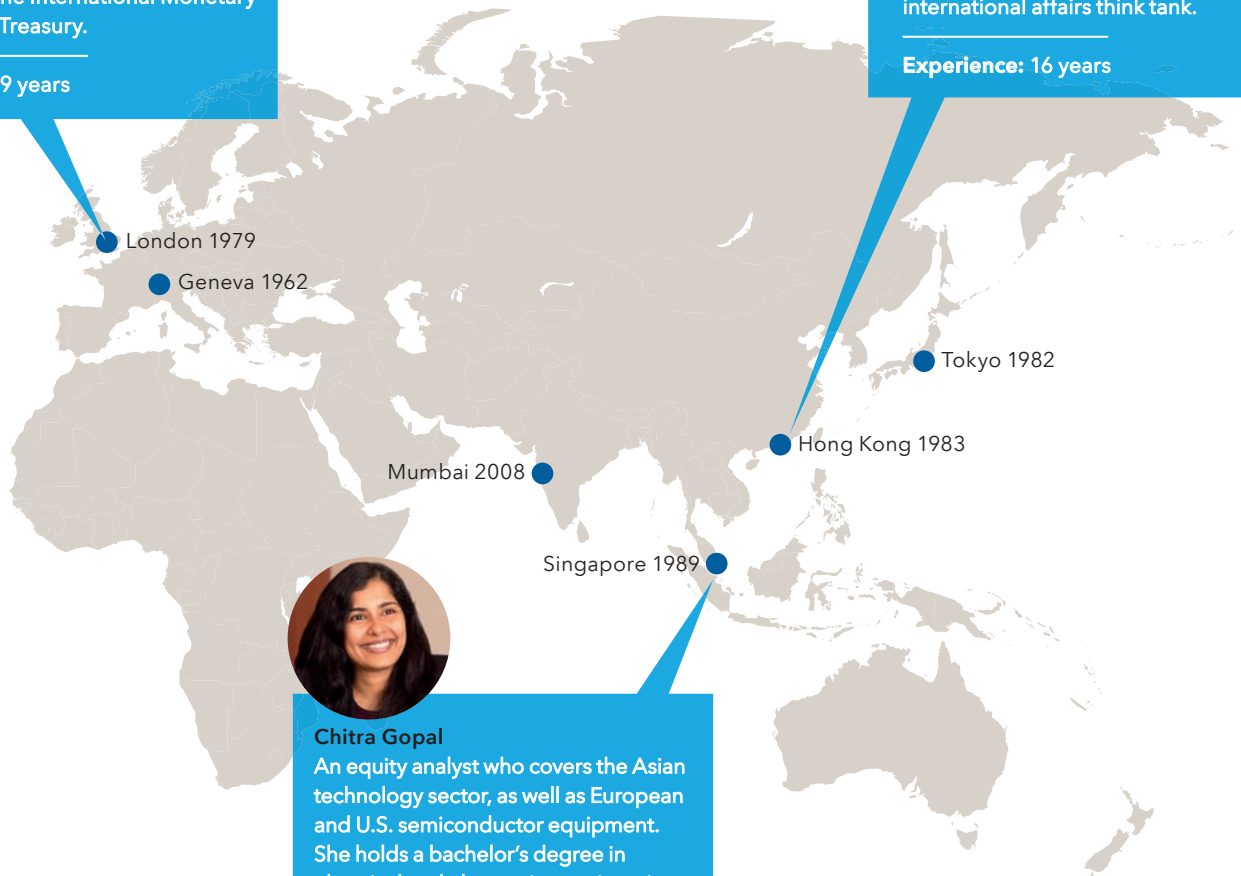 Treasury.
9 years
international affairs think tank.
Experience: 16 years
London 1979
Geneva 1962
Tokyo 1982
Hong Kong 1983
Mumbai 2008
Singapore 1989
Chitra Gopal
An equity analyst who covers the Asian
technology sector, as well as European
and U.S. semiconductor equipment.
She holds a bachelor’s degree in